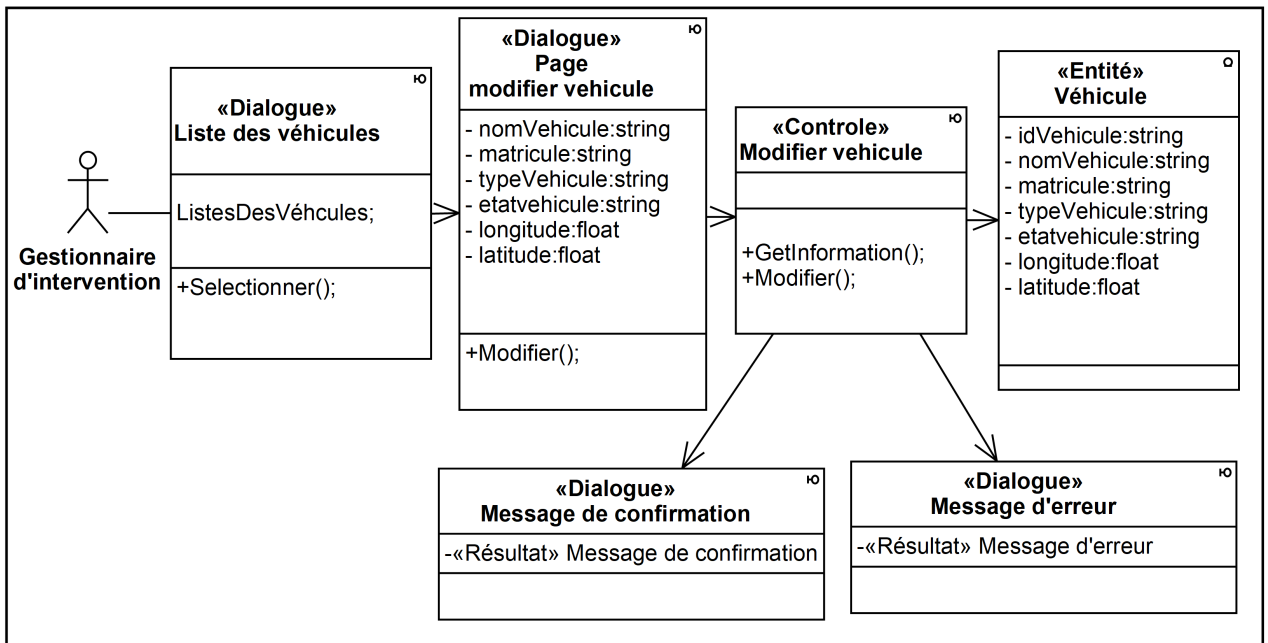 Gestionnaire
d'intervention
«Dialogue»
Liste des véhicules
ListesDesVéhcules;
+Selectionner();
«Dialogue»
Page
modifier vehicule
- nomVehicule:string
- matricule:string
- typeVehicule:string
- etatvehicule:string
- longitude:float
- latitude:float
+Modifier();
«Controle»
Modifier vehicule
+GetInformation();
+Modifier();
«Entité»
Véhicule
- idVehicule:string
- nomVehicule:string
- matricule:string
- typeVehicule:string
- etatvehicule:string
- longitude:float
- latitude:float
«Dialogue»
Message de confirmation
-«Résultat» Message de confirmation
«Dialogue»
Message d'erreur
-«Résultat» Message d'erreur